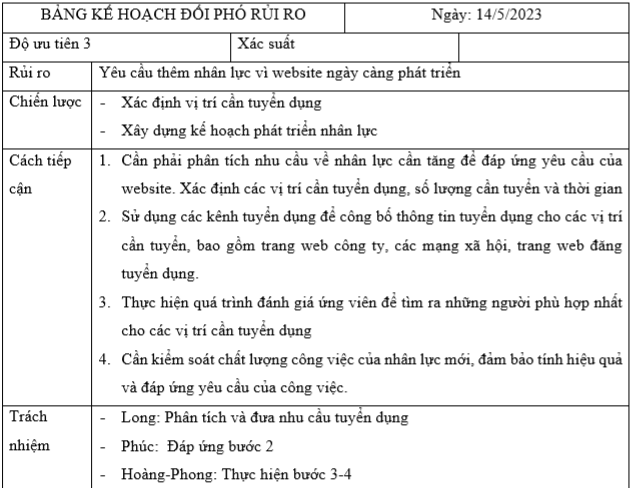 BẢNG KẾ HOẠCH ĐỐI PHÓ RỦI RO Ngày: 14/5/2023
Độ ưu tiên 3 Xác suất
Rủi ro Yêu cầu thêm nhân lực vì website ngày càng phát triển
Chiến lược - Xác định vị trí cần tuyển dụng
- Xây dựng kế hoạch phát triển nhân lực
Cách tiếp 1. Cần phải phân tích nhu cầu về nhân lực cần tăng để đáp ứng yêu cầu của
cận website. Xác định các vị trí cần tuyển dụng, số lượng cần tuyển và thời gian
2. Sử dụng các kênh tuyển dụng để công bố thông tin tuyển dụng cho các vị trí
cần tuyển, bao gồm trang web công ty, các mạng xã hội, trang web đăng
tuyển dụng.
3. Thực hiện quá trình đánh giá ứng viên để tìm ra những người phù hợp nhất
cho các vị trí cần tuyển dụng
4. Cần kiểm soát chất lượng công việc của nhân lực mới, đảm bảo tính hiệu quả
và đáp ứng yêu cầu của công việc.
Trách - Long: Phân tích và đưa nhu cầu tuyển dụng
nhiệm - Phúc: Đáp ứng bước 2
- Hoàng-Phong: Thực hiện bước 3-4